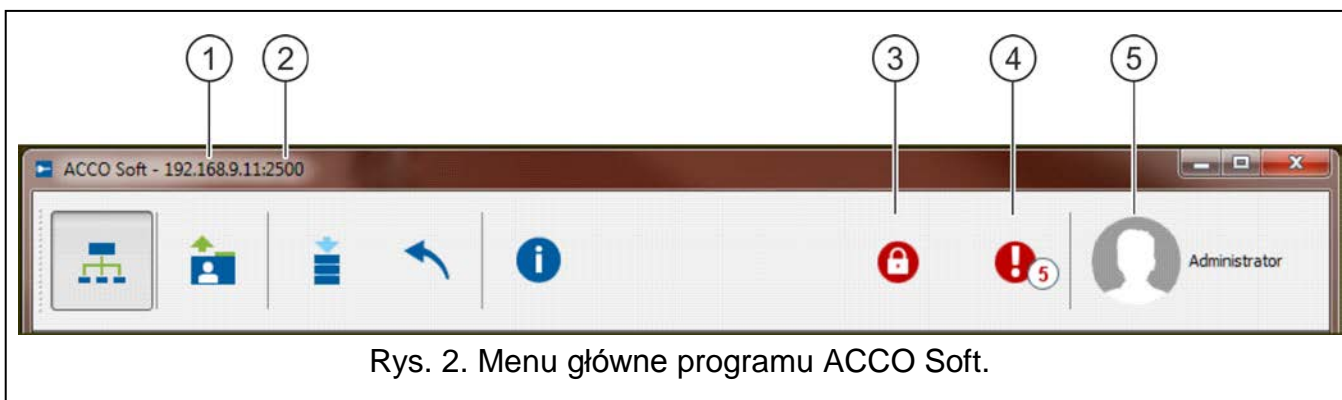 1 2 3 4 5
ACCO Soft - 192.168.9.11:2500
Administrator
5
Rys. 2. Menu główne programu ACCO Soft.